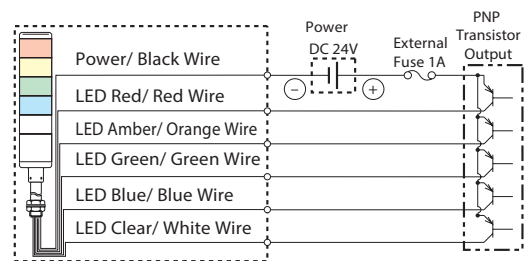 Power/ Black Wire
LED Red/ Red Wire
LED Amber/ Orange Wire
LED Green/ Green Wire
LED Blue/ Blue Wire
LED Clear/ White Wire
Power
DC 24V
−
+
External
Fuse 1A
PNP
Transistor
Output